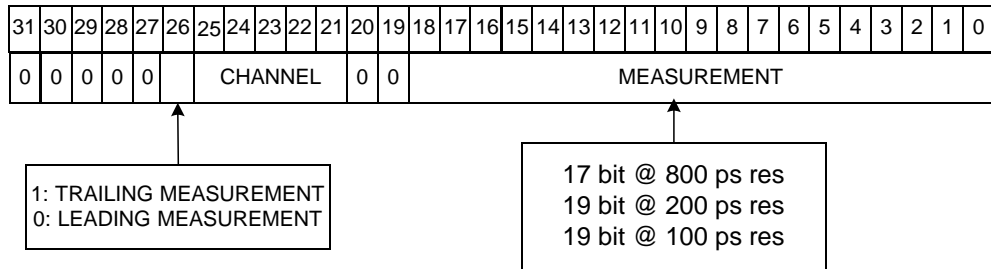 31 30 29 28 27 26 25 24 23 22 21 20 19 18 17 16 15 14 13 12 11 10 9 8 7 6 5 4 3 2 1 0
0 0 0 0 0 CHANNEL 0 0 MEASUREMENT
1: TRAILING MEASUREMENT
0: LEADING MEASUREMENT
17 bit @ 800 ps res
19 bit @ 200 ps res
19 bit @ 100 ps res